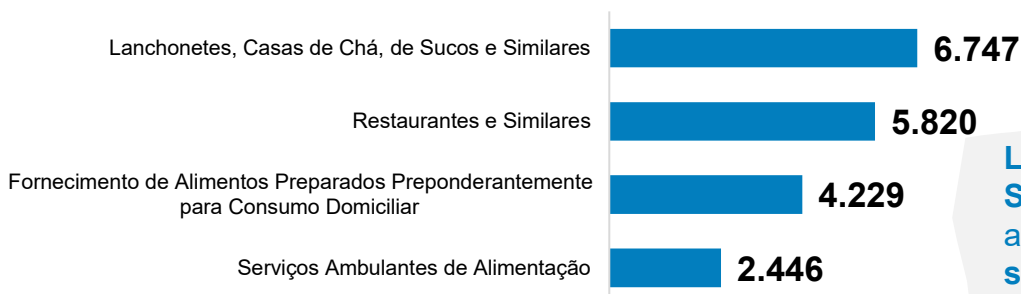 Lanchonetes, Casas de Chá, de Sucos e Similares
6.747
Restaurantes e Similares
5.820
Fornecimento de Alimentos Preparados Preponderantemente
para Consumo Domiciliar
4.229
Serviços Ambulantes de Alimentação
2.446